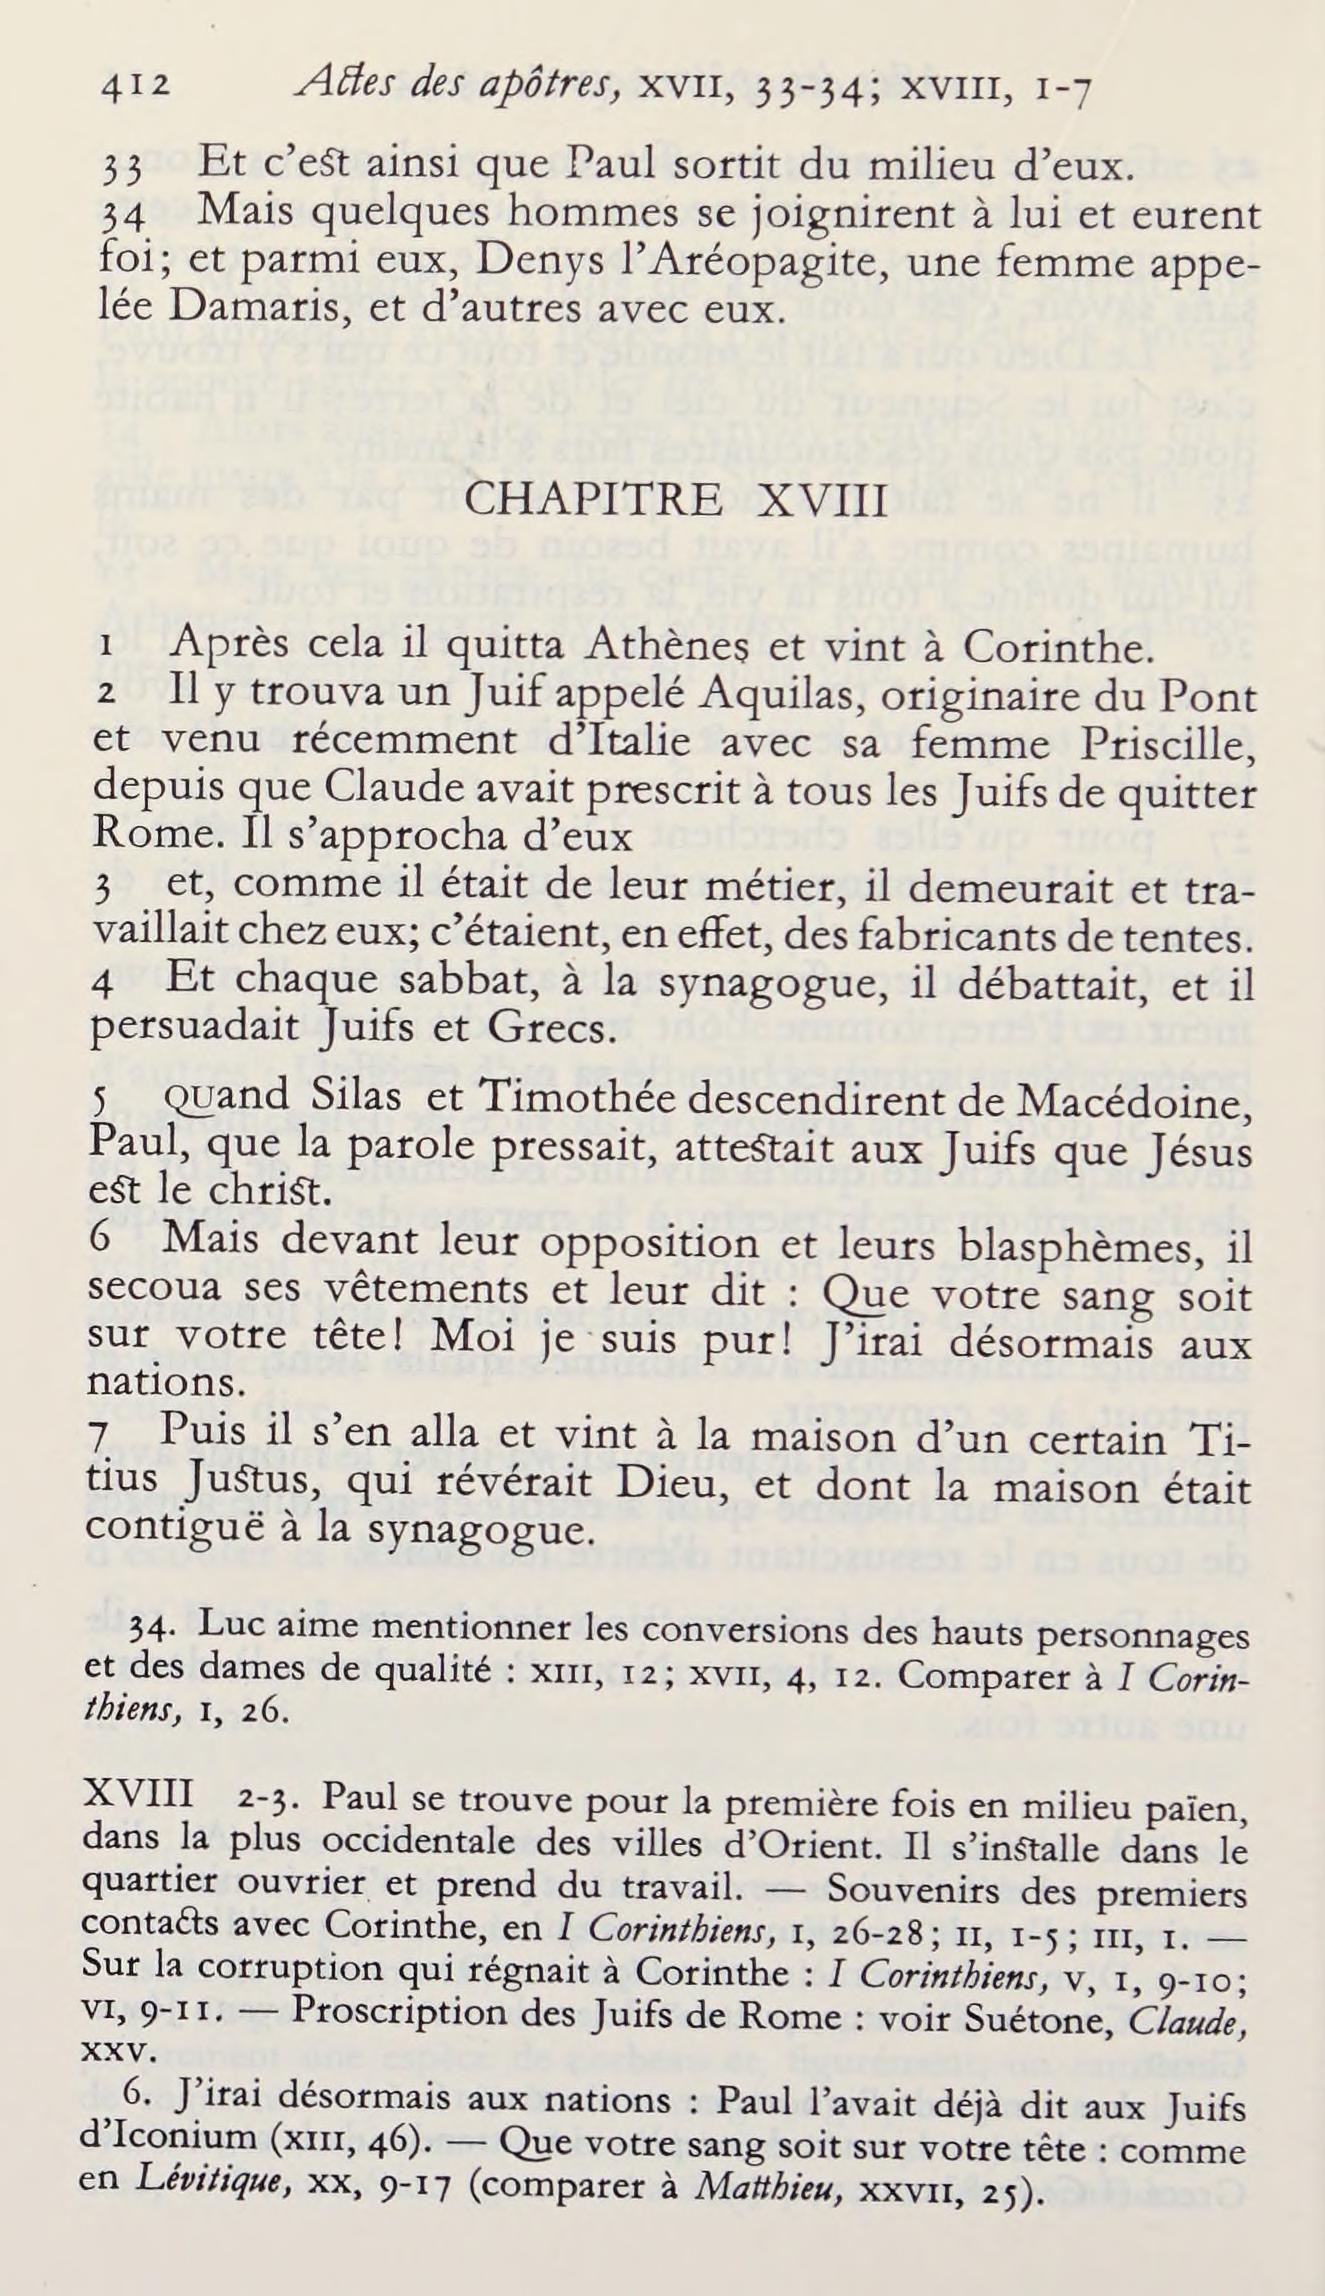 412 Actes des apôtres, XVII, 33-34; XVIII, 1-7
33 Et c'est ainsi que Paul sortit du milieu d'eux.
34 Mais quelques hommes se joignirent à lui et eurent
foi; et parmi eux, Denys l'Aréopagite, une femme appe-
lée Damaris, et d'autres avec eux.
CHAPITRE XVIII
1 Après cela il quitta Athènes et vint à Corinthe.
2 Il y trouva un Juif appelé Aquilas, originaire du Pont
et venu récemment d'Italie avec sa femme Priscille,
depuis que Claude avait prescrit à tous les Juifs de quitter
Rome. Il s'approcha d'eux
3 et, comme il était de leur métier, il demeurait et tra-
vaillait chez eux; c'étaient, en effet, des fabricants de tentes.
4 Et chaque sabbat, à la synagogue, il débattait, et il
persuadait Juifs et Grecs.
5 Quand Silas et Timothée descendirent de Macédoine,
Paul, que la parole pressait, attestait aux Juifs que Jésus
est le christ.
6 Mais devant leur opposition et leurs blasphèmes, il
secoua ses vêtements et leur dit : Que votre sang soit
sur votre tête! Moi je suis pur! J'irai désormais aux
nations.
7 Puis il s'en alla et vint à la maison d'un certain Ti-
tius Justus, qui révérait Dieu, et dont la maison était
contiguë à la synagogue.
34. Luc aime mentionner les conversions des hauts personnages
et des dames de qualité : XIII, 12; XVII, 4, 12. Comparer à I Corin-
thiens, I, 26.
XVIII 2-3. Paul se trouve pour la première fois en milieu païen,
dans la plus occidentale des villes d'Orient. Il s'installe dans le
quartier ouvrier et prend du travail. — Souvenirs des premiers
contacts avec Corinthe, en I Corinthiens, I, 26-28; II, 1-5; III, 1. —
Sur la corruption qui régnait à Corinthe : I Corinthiens, V, 1, 9-10;
VI, 9-11. — Proscription des Juifs de Rome : voir Suétone, Claude,
XXV.
6. J'irai désormais aux nations : Paul l'avait déjà dit aux Juifs
d'Iconium (XIII, 46). — Que votre sang soit sur votre tête : comme
en Lévitique, XX, 9-17 (comparer à Matthieu, XXVII, 25).